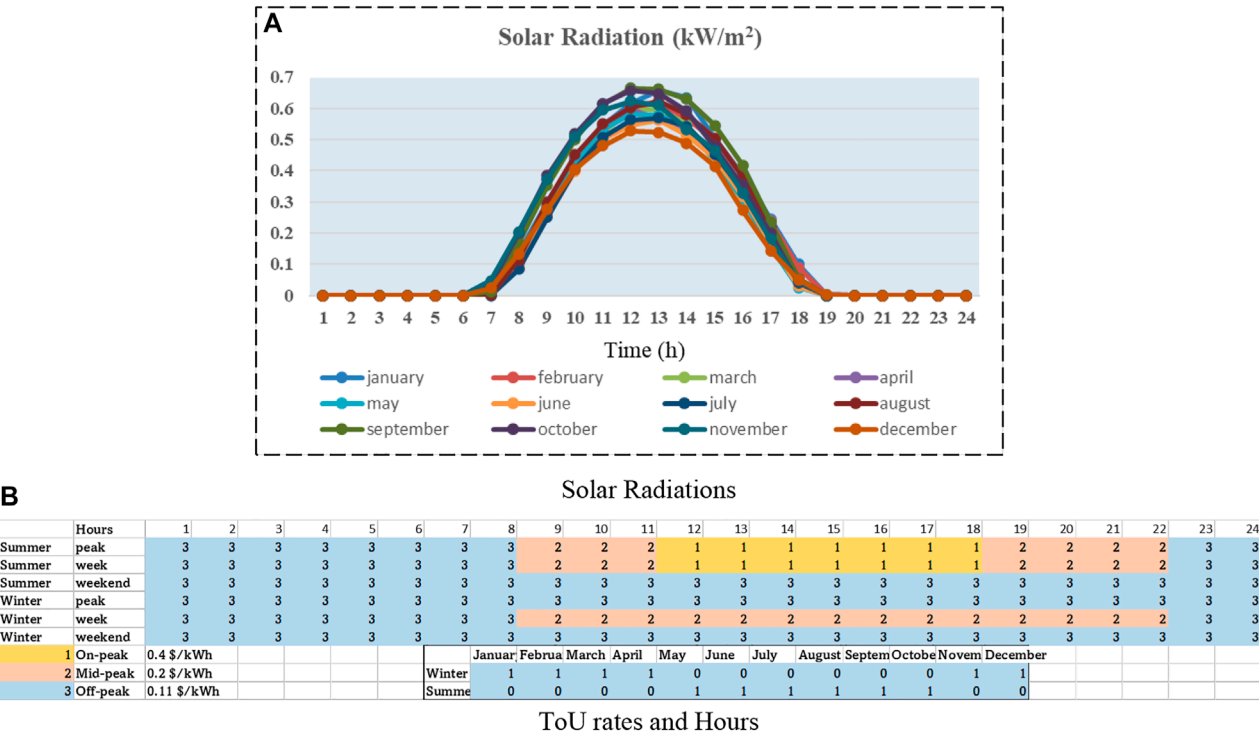 A
Solar Radiation (kW/m²)
0.7
0.6
0.5
0.4
0.3
0.2
0.1
0
1 2 3 4 5 6 7 8 9 10 11 12 13 14 15 16 17 18 19 20 21 22 23 24
Time (h)
january february march april
may june july august
september october november december
Solar Radiations
B
Hours 1 2 3 4 5 6 7 8 9 10 11 12 13 14 15 16 17 18 19 20 21 22 23 24
Summer peak 3 3 3 3 3 3 3 3 2 2 2 1 1 1 1 1 1 1 2 2 2 2 3 3
Summer week 3 3 3 3 3 3 3 3 2 2 2 1 1 1 1 1 1 1 2 2 2 2 3 3
Summer weekend 3 3 3 3 3 3 3 3 3 3 3 3 3 3 3 3 3 3 3 3 3 3 3 3
Winter peak 3 3 3 3 3 3 3 3 3 3 3 3 3 3 3 3 3 3 3 3 3 3 3 3
Winter week 3 3 3 3 3 3 3 3 2 2 2 2 2 2 2 2 2 2 2 2 2 2 3 3
Winter weekend 3 3 3 3 3 3 3 3 3 3 3 3 3 3 3 3 3 3 3 3 3 3 3 3
1 On-peak 0.4 $/kWh Januar Februa March April May June July August Septem Octobe Novem December
2 Mid-peak 0.2 $/kWh Winter 1 1 1 1 0 0 0 0 0 0 1 1
3 Off-peak 0.11 $/kWh Summe 0 0 0 0 1 1 1 1 1 1 0 0
ToU rates and Hours